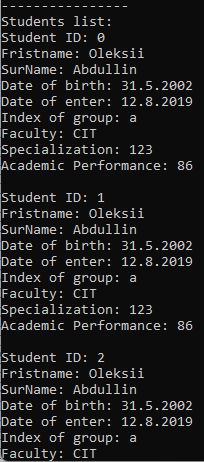 ----------------
Students list:
Student ID: 0
Fristname: Oleksii
SurName: Abdullin
Date of birth: 31.5.2002
Date of enter: 12.8.2019
Index of group: a
Faculty: CIT
Specialization: 123
Academic Performance: 86
Student ID: 1
Fristname: Oleksii
SurName: Abdullin
Date of birth: 31.5.2002
Date of enter: 12.8.2019
Index of group: a
Faculty: CIT
Specialization: 123
Academic Performance: 86
Student ID: 2
Fristname: Oleksii
SurName: Abdullin
Date of birth: 31.5.2002
Date of enter: 12.8.2019
Index of group: a
Faculty: CIT